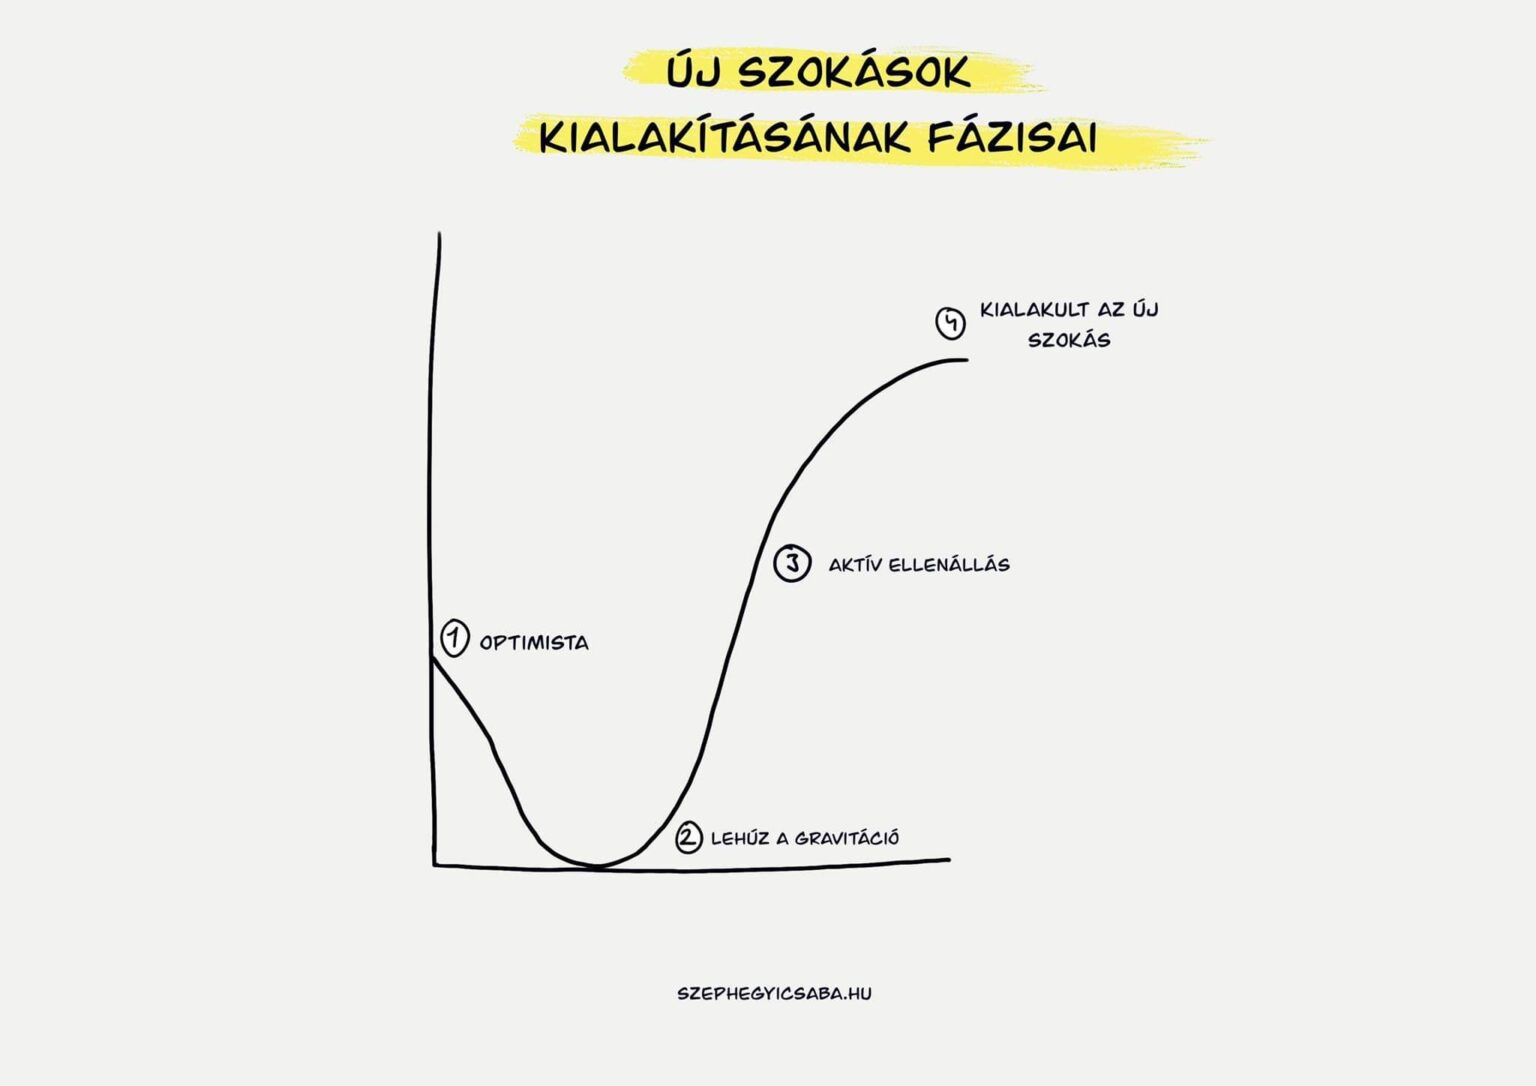 ÚJ SZOKÁSOK
KIALAKÍTÁSÁNAK FÁZISAI
4 KIALAKULT AZ ÚJ
SZOKÁS
3 AKTÍV ELLENÁLLÁS
1 OPTIMISTA
2 LEHÚZ A GRAVITÁCIÓ
SZEPHEGYICSABA.HU